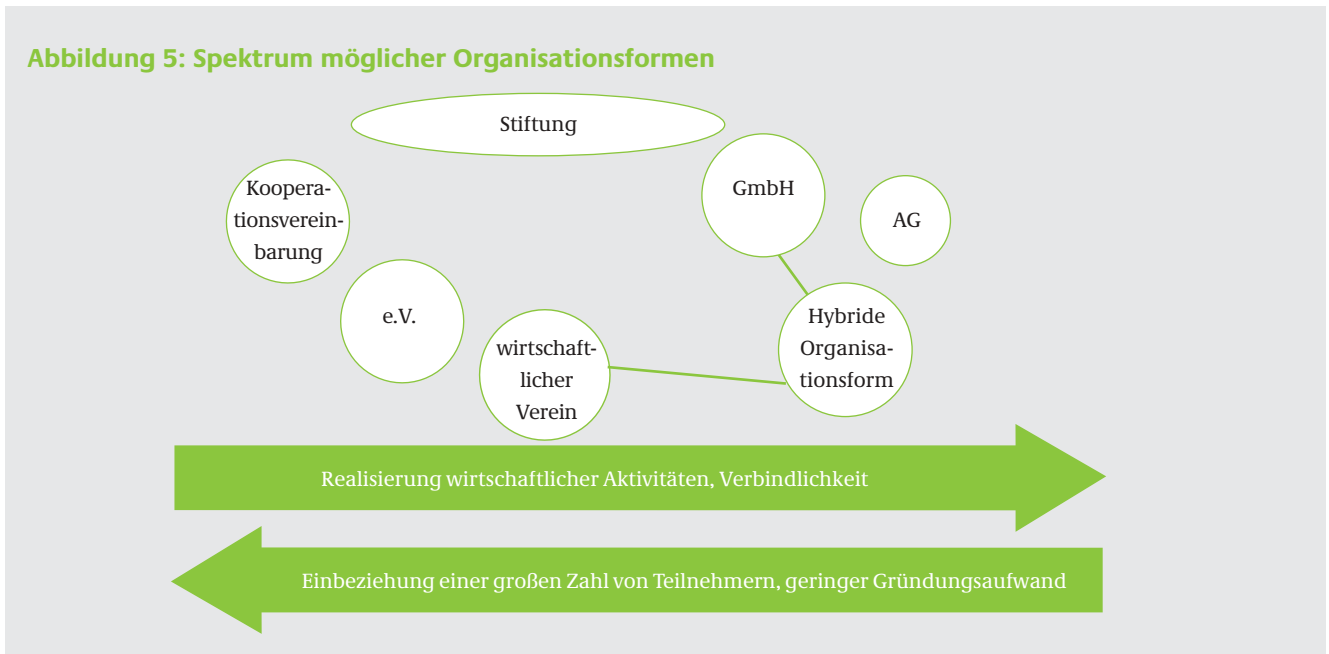 Abbildung 5: Spektrum möglicher Organisationsformen
Stiftung
Koopera-
tionsverein-
barung
GmbH
AG
e.V.
wirtschaft-
licher
Verein
Hybride
Organisa-
tionsform
Realisierung wirtschaftlicher Aktivitäten, Verbindlichkeit
Einbeziehung einer großen Zahl von Teilnehmern, geringer Gründungsaufwand